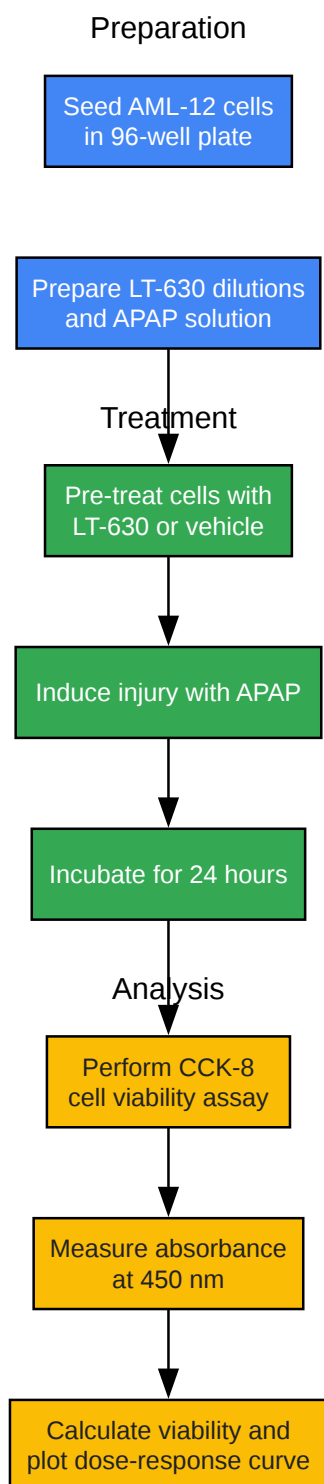 Preparation
Seed AML-12 cells
in 96-well plate
Prepare LT-630 dilutions
and APAP solution
Treatment
Pre-treat cells with
LT-630 or vehicle
Induce injury with APAP
Incubate for 24 hours
Analysis
Perform CCK-8
cell viability assay
Measure absorbance
at 450 nm
Calculate viability and
plot dose-response curve